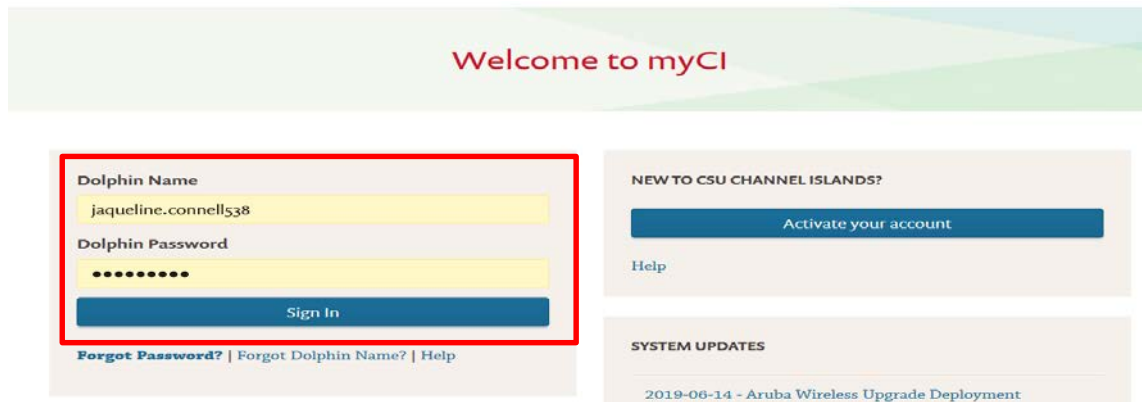 Welcome to myCI
Dolphin Name
jaqueline.connell538
Dolphin Password
•••••••••
Sign In
Forgot Password? | Forgot Dolphin Name? | Help
NEW TO CSU CHANNEL ISLANDS?
Activate your account
Help
SYSTEM UPDATES
2019-06-14 - Aruba Wireless Upgrade Deployment